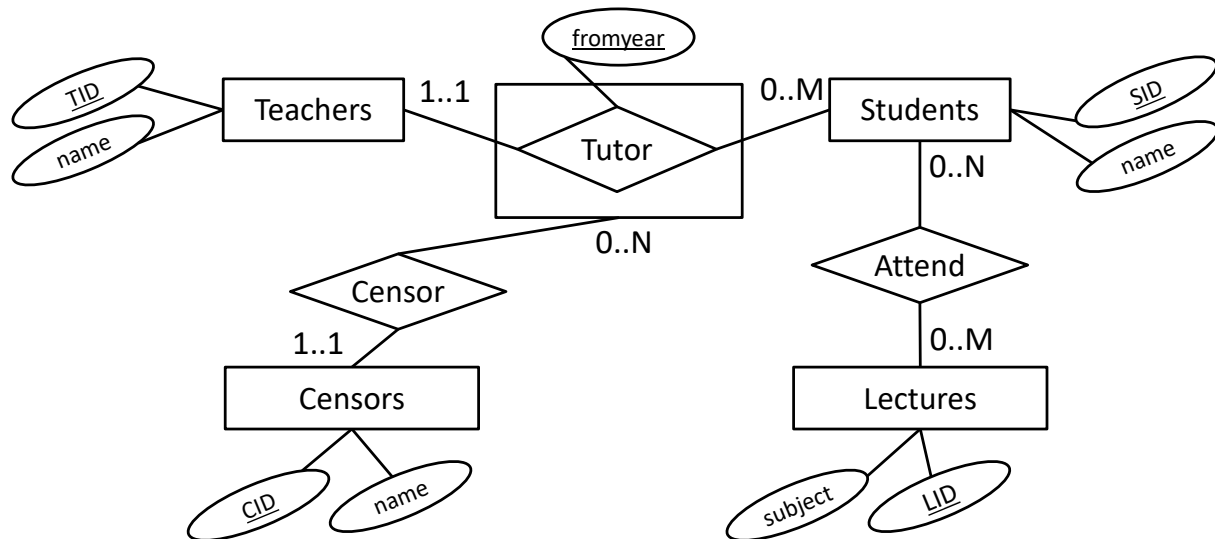 fromyear
TID
name
Teachers
1..1
Tutor
0..M
Students
SID
name
0..N
0..N
Censor
Attend
1..1
0..M
Censors
Lectures
CID
name
subject
LID